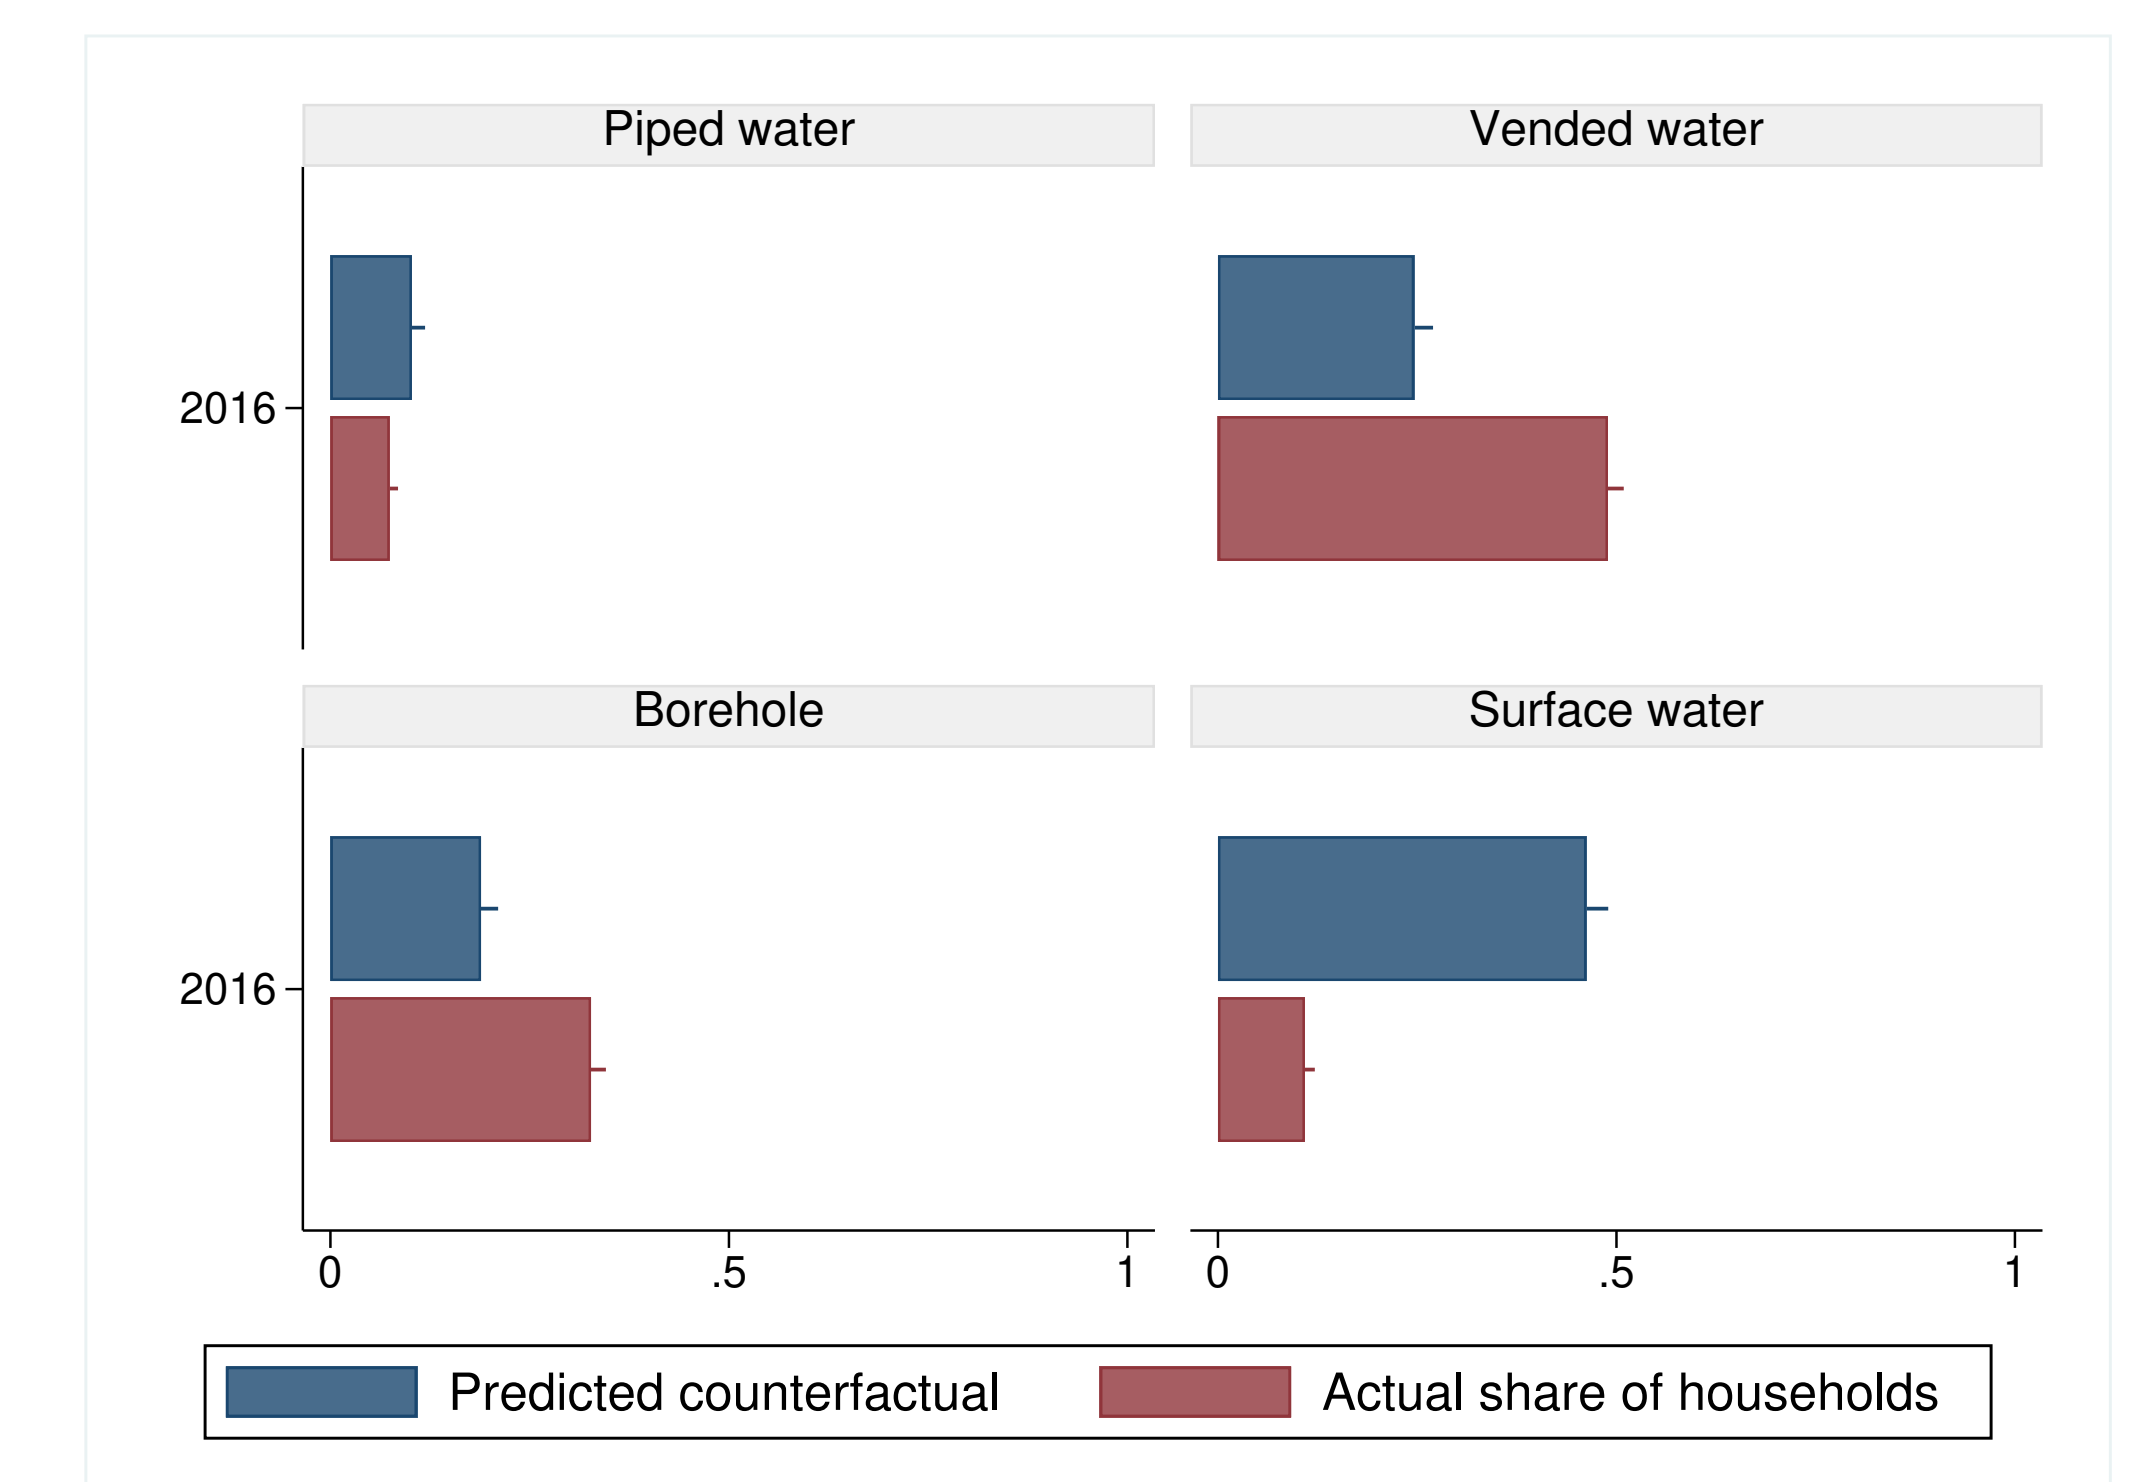 Piped water
Vended water
2016
Borehole
Surface water
2016
0 .5 1 0 .5 1
Predicted counterfactual Actual share of households